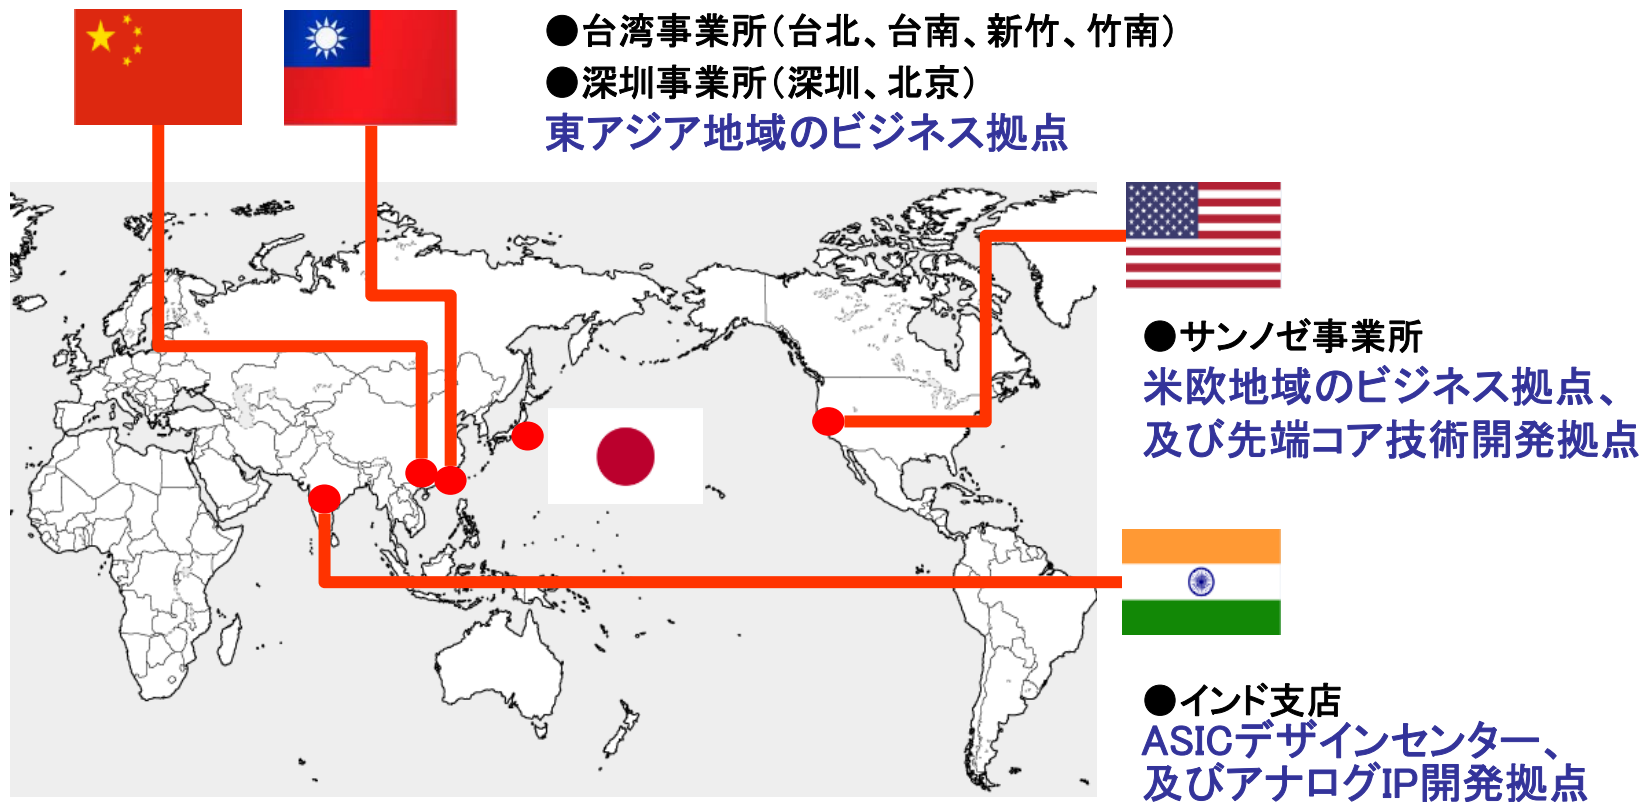 ●台湾事業所（台北、台南、新竹、竹南）
●深圳事業所（深圳、北京）
東アジア地域のビジネス拠点
●サンノゼ事業所
米欧地域のビジネス拠点、
及び先端コア技術開発拠点
●インド支店
ASICデザインセンター、
及びアナログIP開発拠点